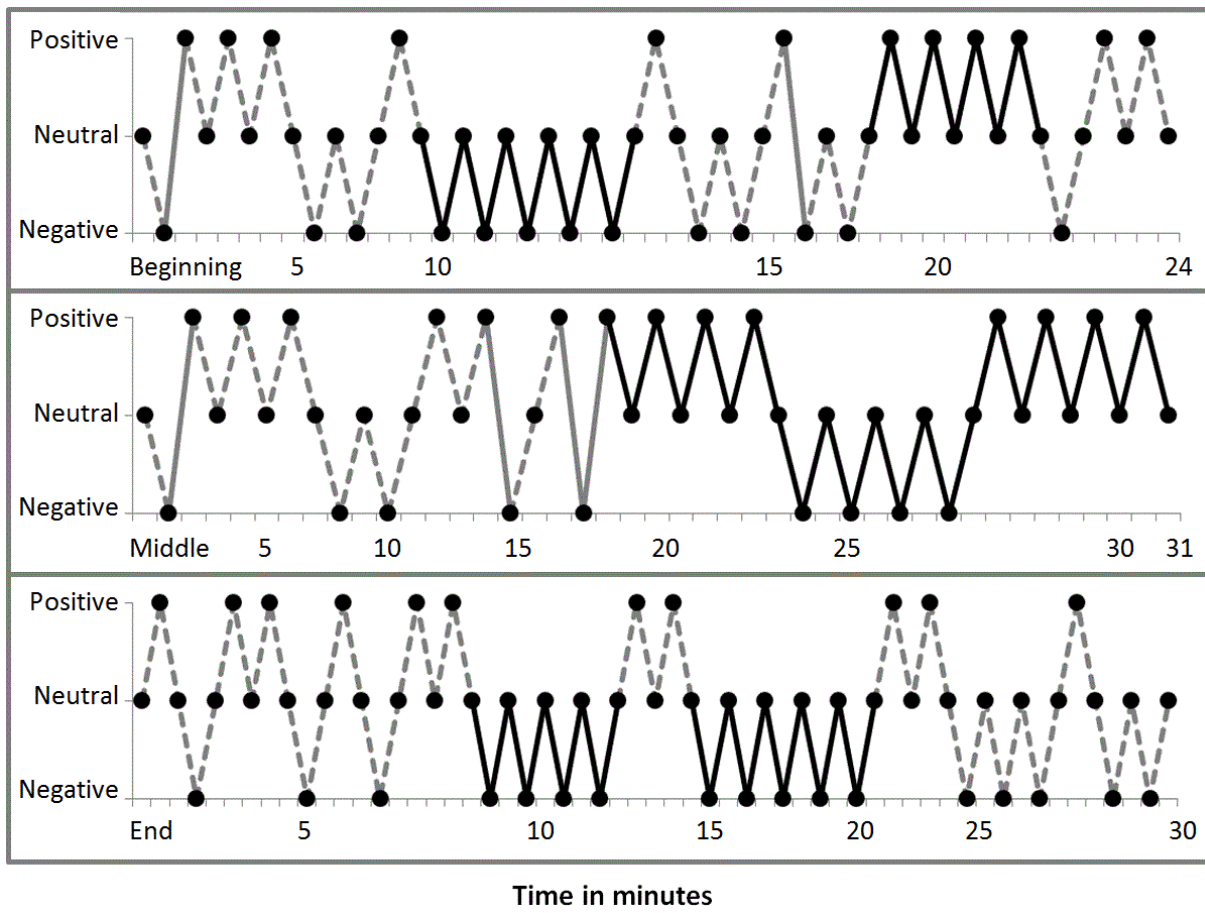 Positive
Neutral
Negative
Beginning 5 10 15 20 24
Positive
Neutral
Negative
Middle 5 10 15 20 25 30 31
Positive
Neutral
Negative
End 5 10 15 20 25 30
Time in minutes